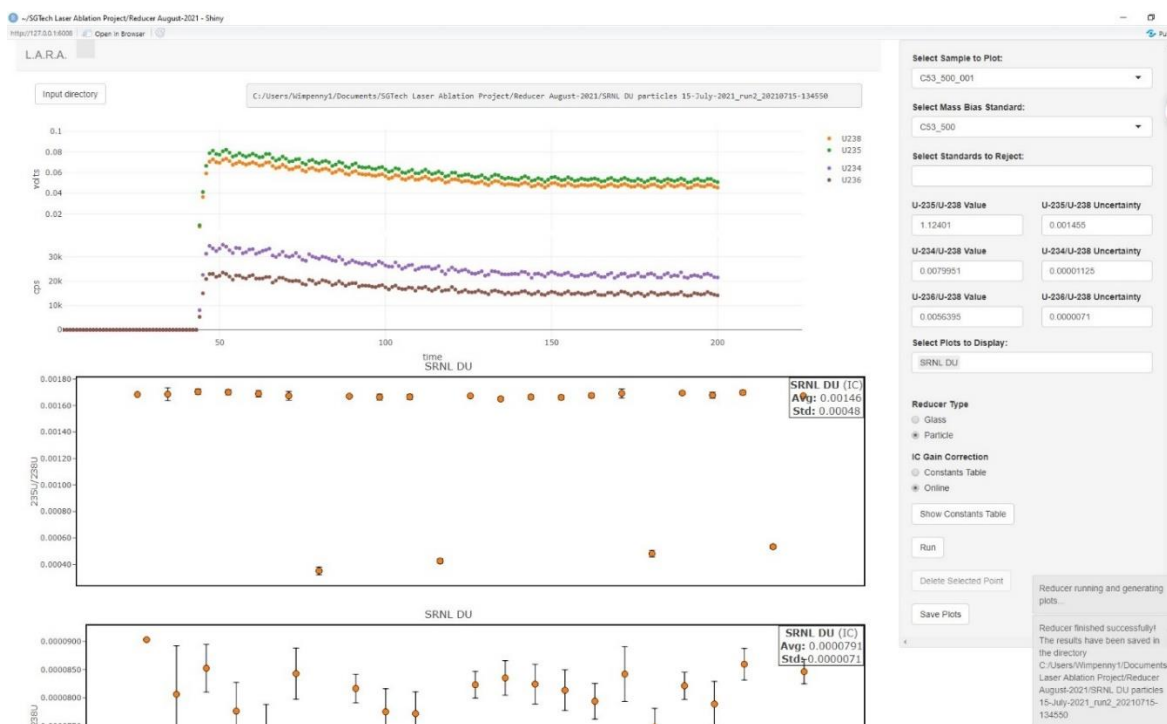 ~/SGTech Laser Ablation Project/Reducer August-2021 - Shiny
http://127.0.0.1:6008
Open in Browser
L.A.R.A.
Input directory
C:/Users/Wimpenny1/Documents/SGTech Laser Ablation Project/Reducer August-2021/SRNL DU particles 15-July-2021_run2_20210715-134550
0.1
0.08
0.06
0.04
0.02
volts
30k
20k
10k
0
cps
50
100
150
200
time
U238
U235
U234
U236
SRNL DU
0.00180
0.00160
0.00140
0.00120
0.00100
0.00080
0.00060
0.00040
235U/238U
SRNL DU (IC)
Avg: 0.00146
Std: 0.00048
SRNL DU
0.0000900
0.0000850
0.0000800
238U
SRNL DU (IC)
Avg: 0.0000791
Std: 0.0000071
Select Sample to Plot:
C53_500_001
Select Mass Bias Standard:
C53_500
Select Standards to Reject:
U-235/U-238 Value
U-235/U-238 Uncertainty
1.12401
0.001455
U-234/U-238 Value
U-234/U-238 Uncertainty
0.0079951
0.00001125
U-236/U-238 Value
U-236/U-238 Uncertainty
0.0056395
0.0000071
Select Plots to Display:
SRNL DU
Reducer Type
Glass
Particle
IC Gain Correction
Constants Table
Online
Show Constants Table
Run
Delete Selected Point
Save Plots
Reducer running and generating
plots...
Reducer finished successfully!
The results have been saved in
the directory
C:/Users/Wimpenny1/Documents
Laser Ablation Project/Reducer
August-2021/SRNL DU particles
15-July-2021_run2_20210715-
134550